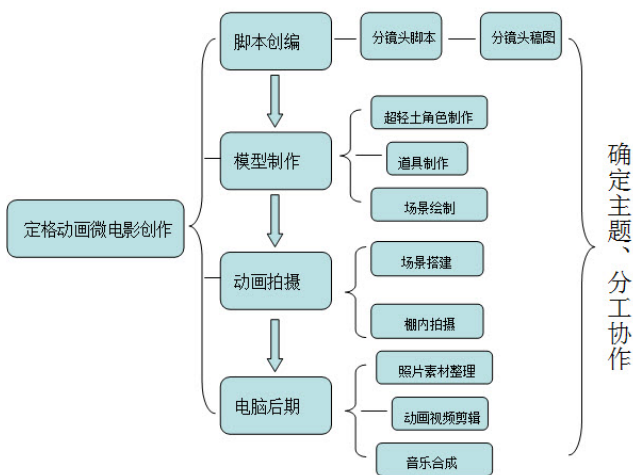 脚本创编
分镜头脚本
分镜头稿图
超轻土角色制作
模型制作
道具制作
场景绘制
定格动画微电影创作
场景搭建
动画拍摄
棚内拍摄
照片素材整理
电脑后期
动画视频剪辑
音乐合成
确定主题、分工协作